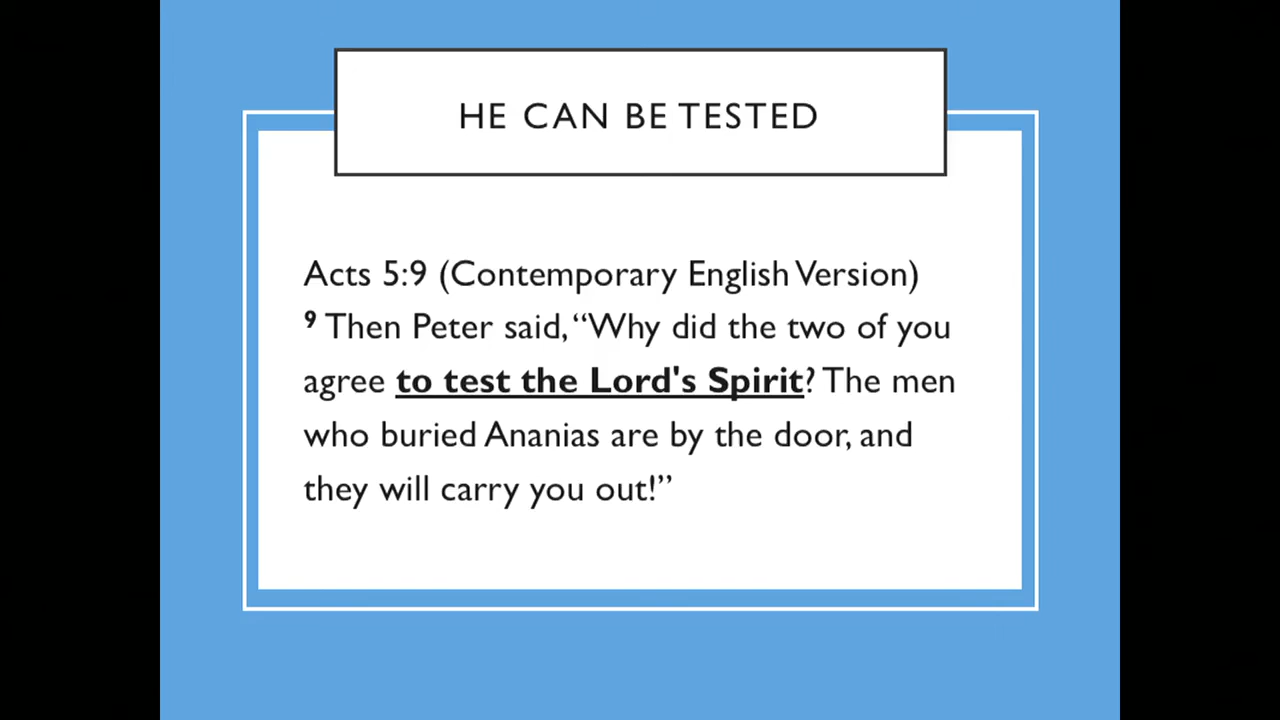 HE CAN BE TESTED
Acts 5:9 (Contemporary English Version)
9 Then Peter said, “Why did the two of you
agree to test the Lord's Spirit? The men
who buried Ananias are by the door, and
they will carry you out!”